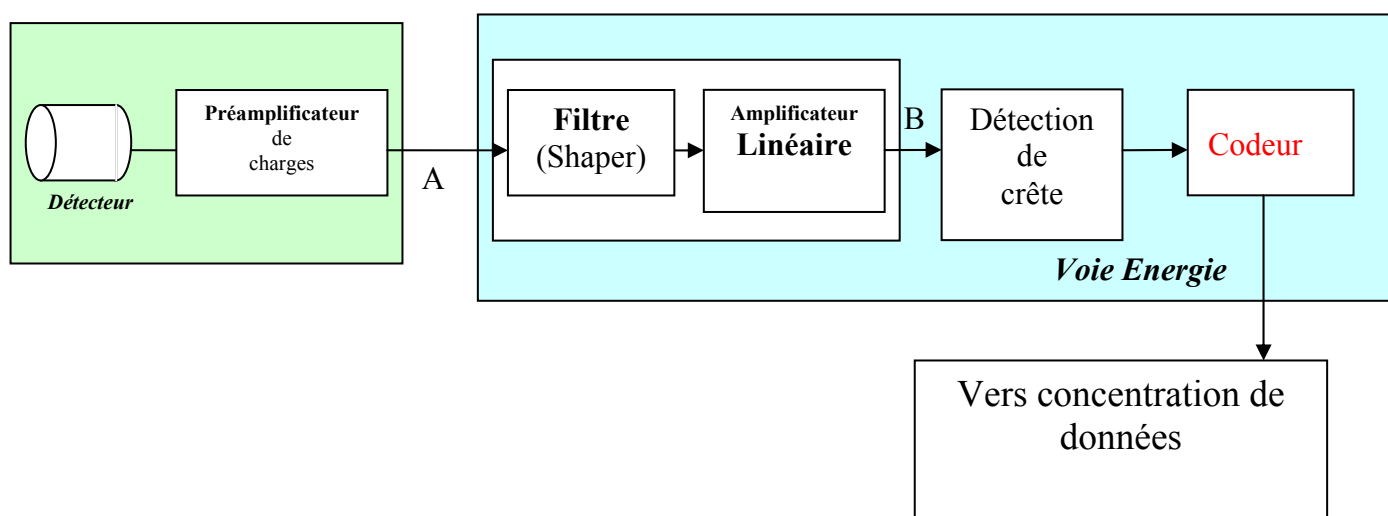 Préamplificateur
de
charges
Détecteur
A
Filtre
(Shaper)
Amplificateur
Linéaire
B
Détection
de
crête
Codeur
Voie Energie
Vers concentration de
données